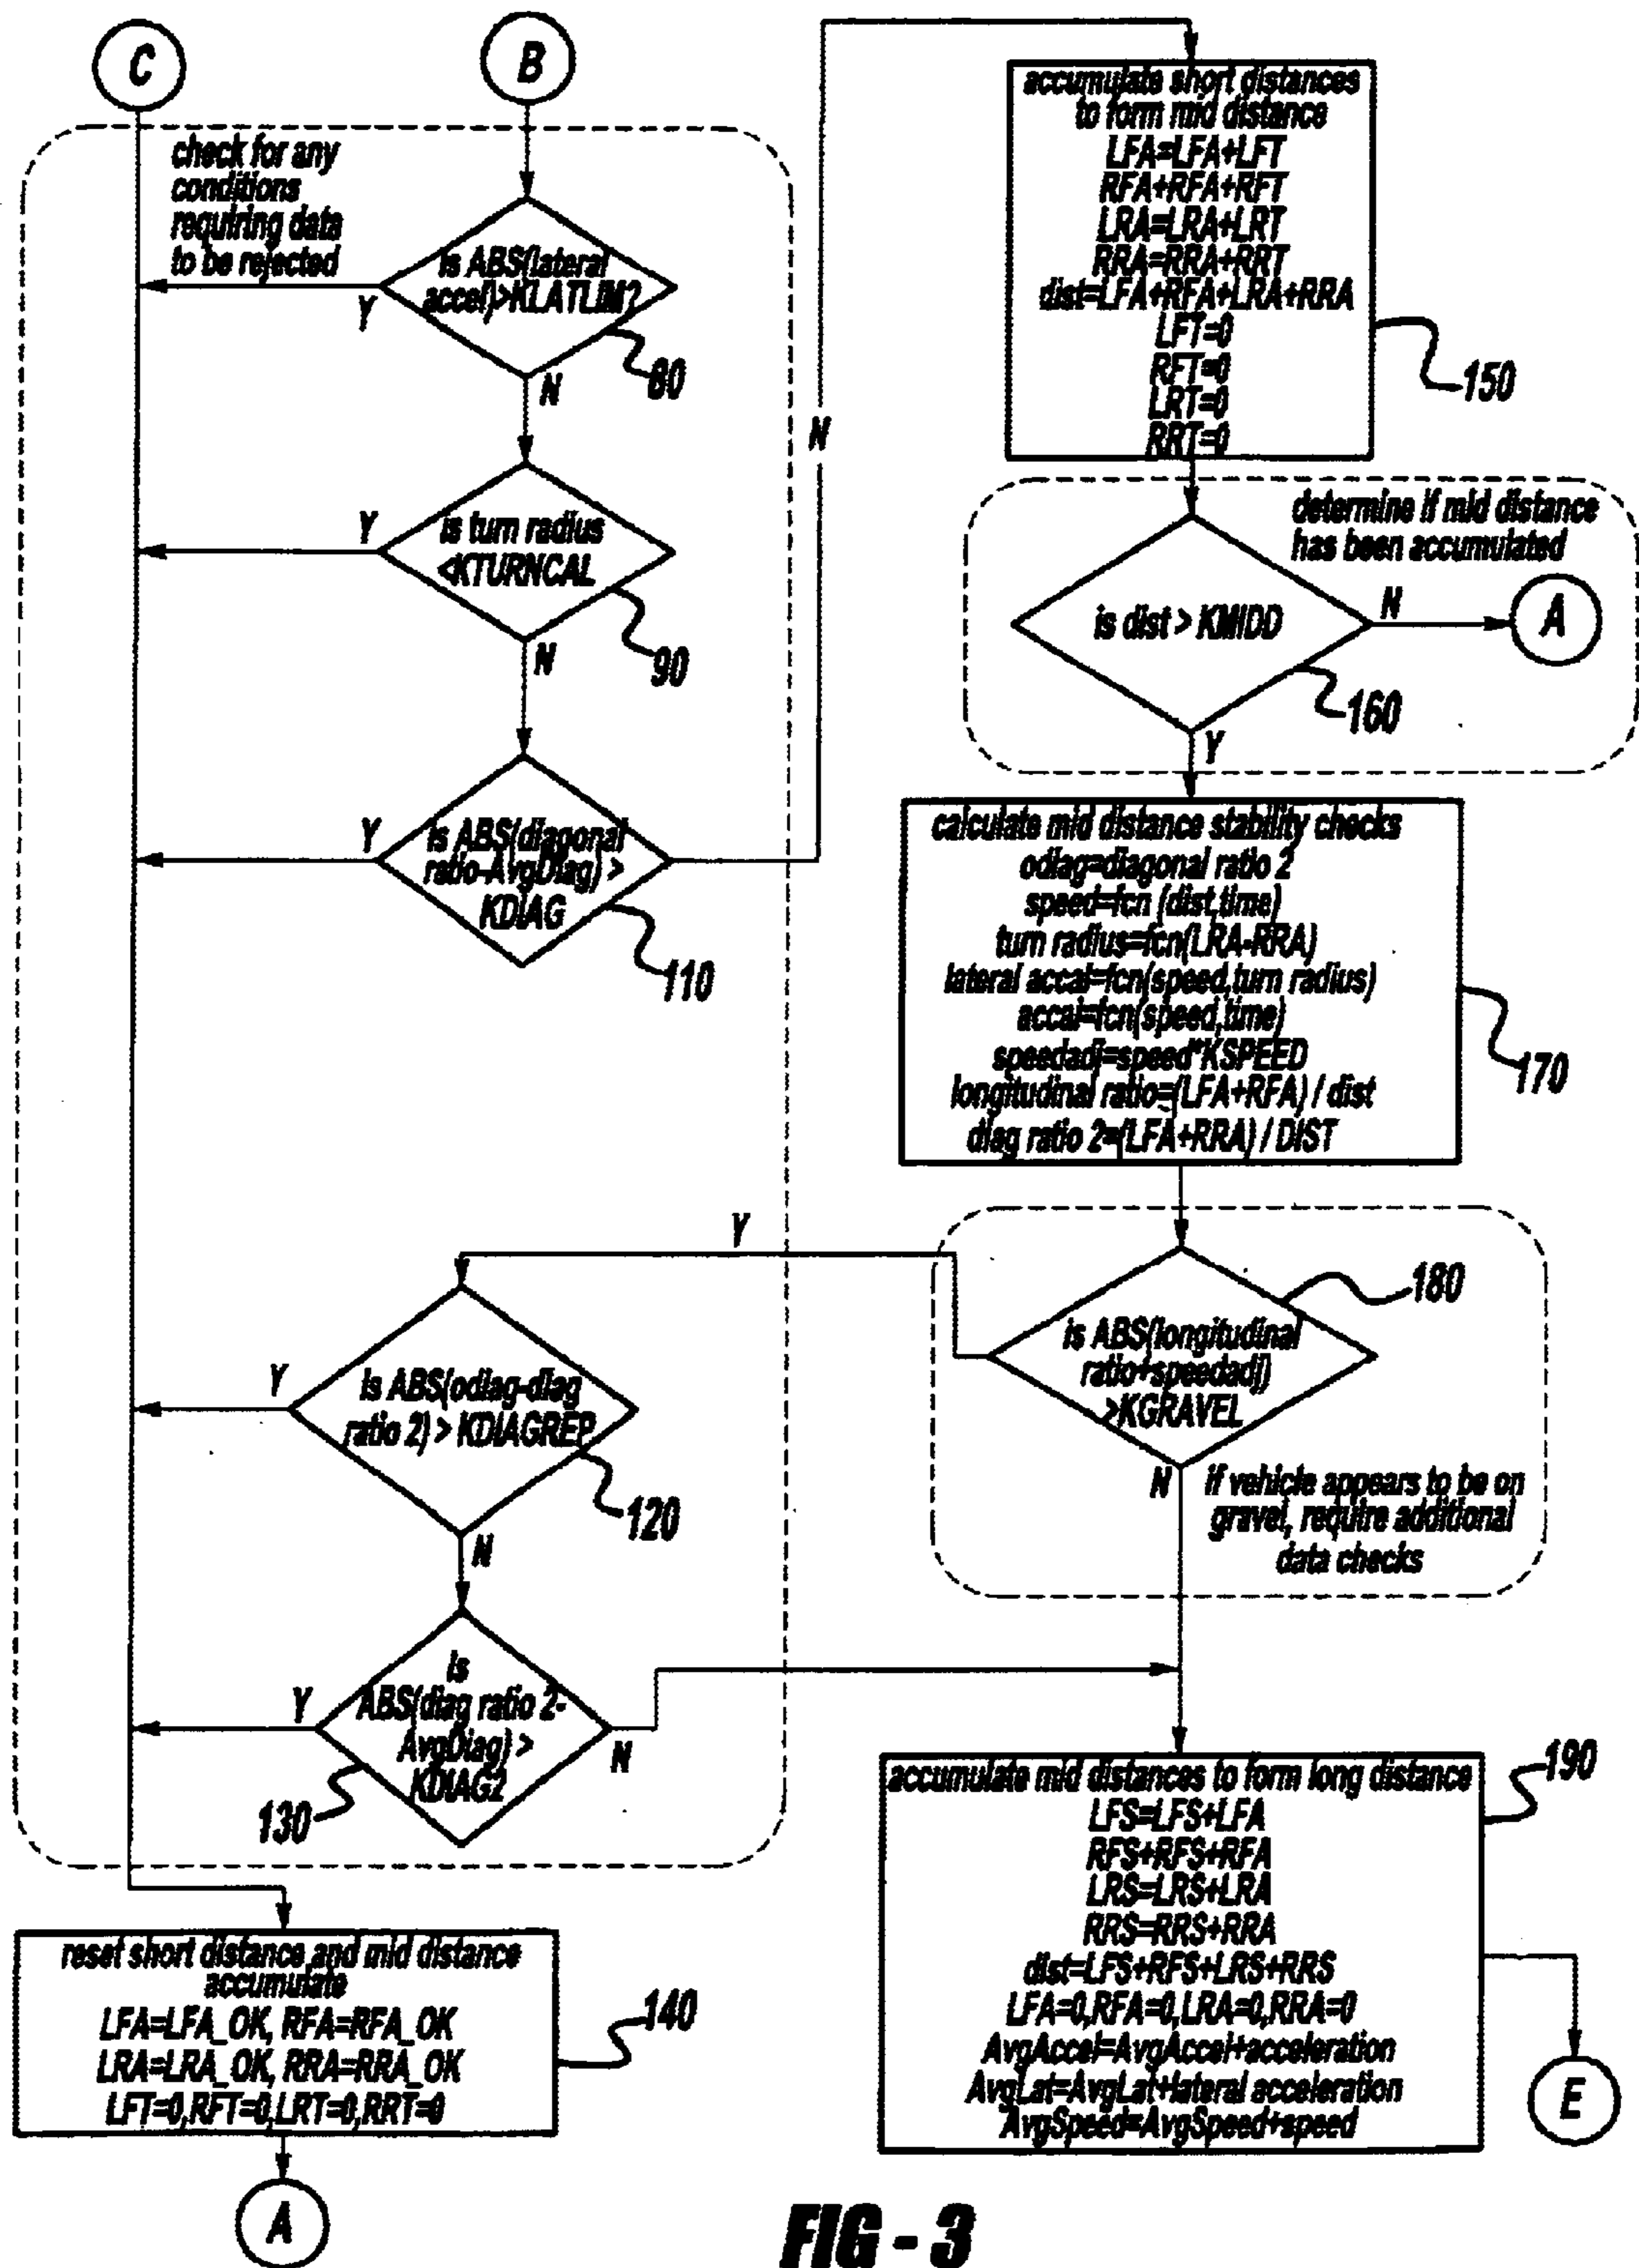 C
B
check for any
conditions
requiring data
to be rejected
is ABS(lateral
accel)>KLATLIM?
Y
80
N
is turn radius
<KTURNCAL
Y
90
N
is ABS(diagonal
ratio-AvgDiag) >
KDIAG
Y
110
N
accumulate short distances
to form mid distance
LFA=LFA+LFT
RFA+RFA+RFT
LRA=LRA+LRT
RRA=RRA+RRT
dist=LFA+RFA+LRA+RRA
LFT=0
RFT=0
LRT=0
RRT=0
150
determine if mid distance
has been accumulated
is dist > KMIDD
N
A
160
Y
calculate mid distance stability checks
odiag=diagonal ratio 2
speed=fcn (dist,time)
turn radius=fcn(LRA-RRA)
lateral accal=fcn(speed,turn radius)
accal=fcn(speed,time)
speedadj=speed*KSPEED
longitudinal ratio=(LFA+RFA) / dist
diag ratio 2=(LFA+RRA) / DIST
170
180
is ABS(longitudinal
ratio+speedadj)
>KGRAVEL
Y
N
if vehicle appears to be on
gravel, require additional
data checks
is ABS(odiag-diag
ratio 2) > KDIAGREP
Y
120
N
is
ABS(diag ratio 2-
AvgDiag) >
KDIAG2
Y
N
130
accumulate mid distances to form long distance
LFS=LFS+LFA
RFS+RFS+RFA
LRS=LRS+LRA
RRS=RRS+RRA
dist=LFS+RFS+LRS+RRS
LFA=0,RFA=0,LRA=0,RRA=0
AvgAccel=AvgAccel+acceleration
AvgLat=AvgLat+lateral acceleration
AvgSpeed=AvgSpeed+speed
190
E
reset short distance and mid distance
accumulate
LFA=LFA_OK, RFA=RFA_OK
LRA=LRA_OK, RRA=RRA_OK
LFT=0,RFT=0,LRT=0,RRT=0
140
A
FIG - 3